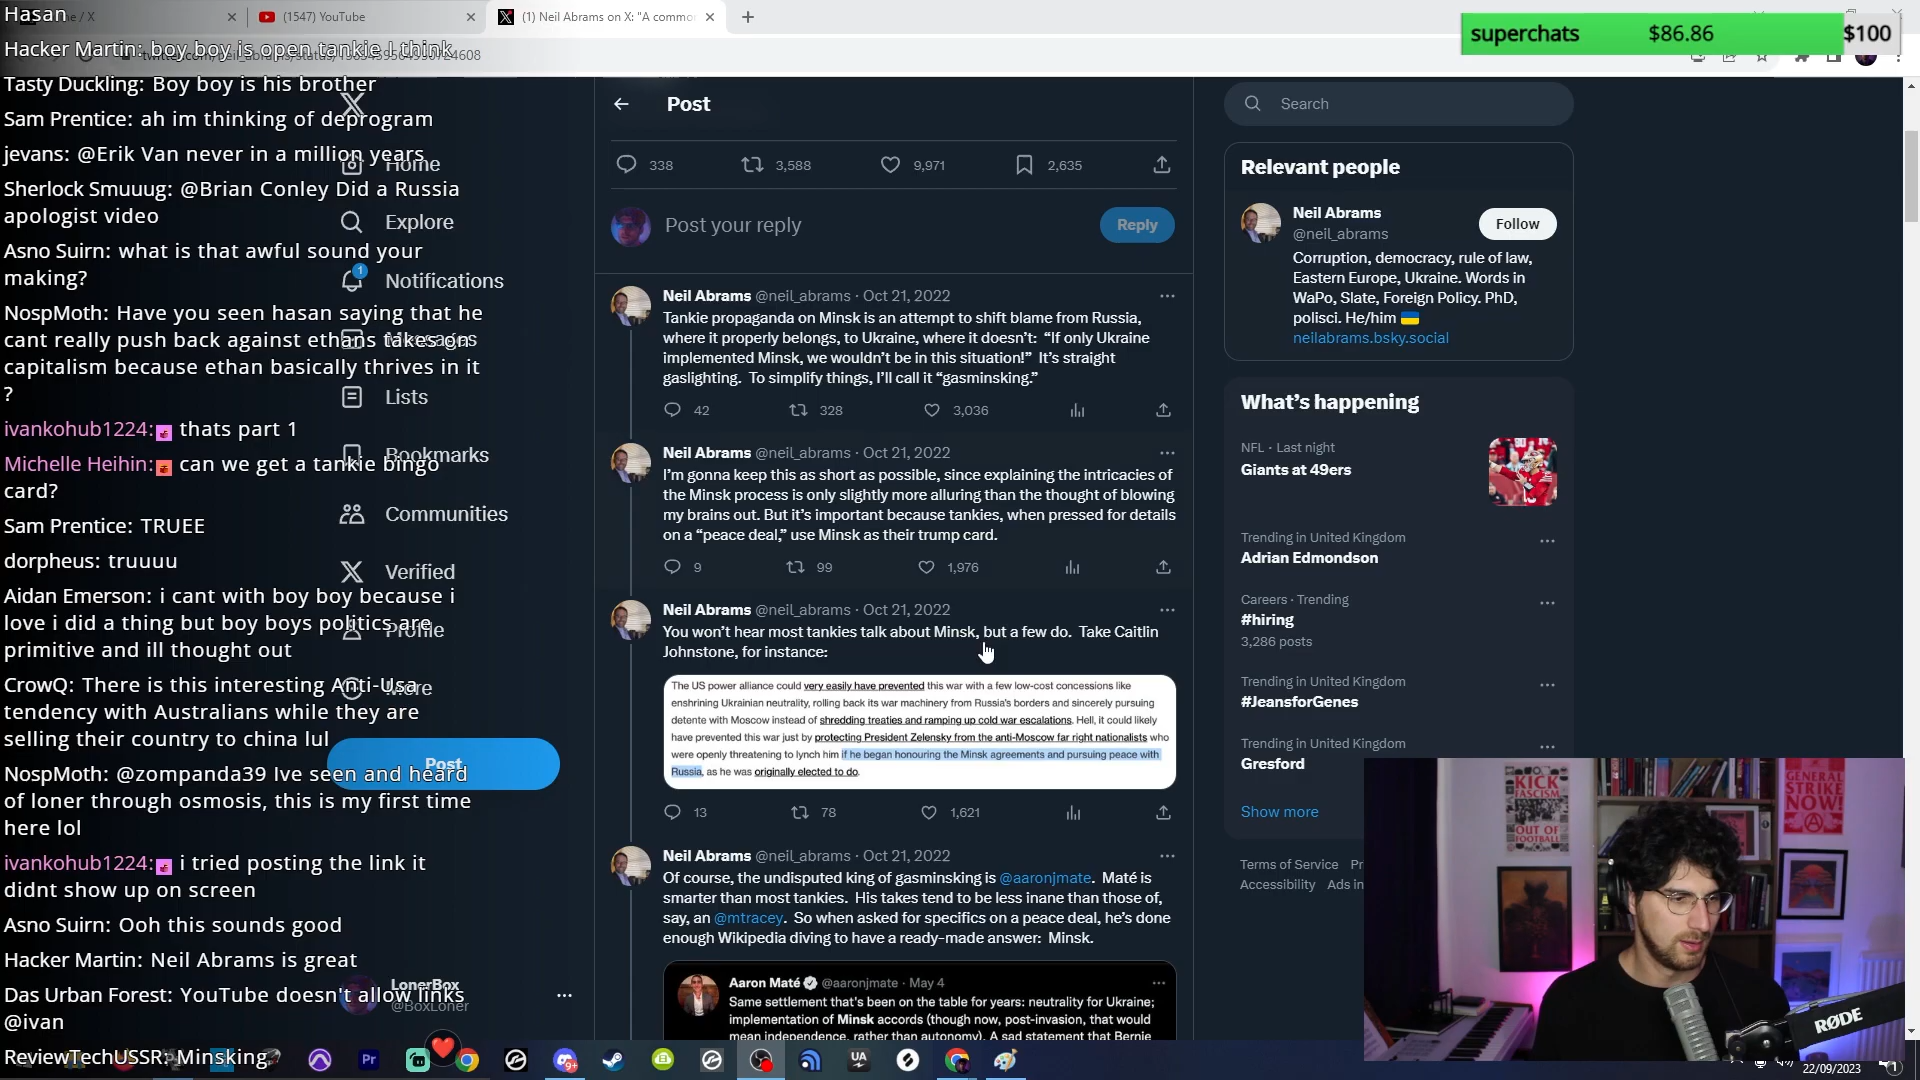 Hasan
Hacker Martin: boy boy is open tankie I think
Tasty Duckling: Boy boy is his brother
Sam Prentice: ah im thinking of deprogram
jevans: @Erik Van never in a million years
Sherlock Smuuug: @Brian Conley Did a Russia
apologist video
Asno Suirn: what is that awful sound your
making?
NospMoth: Have you seen hasan saying that he
cant really push back against ethans takes on
capitalism because ethan basically thrives in it
?
ivankohub1224: thats part 1
Michelle Heihin: can we get a tankie bingo
card?
Sam Prentice: TRUEE
dorpheus: truuuu
Aidan Emerson: i cant with boy boy because i
love i did a thing but boy boys politics are
primitive and ill thought out
CrowQ: There is this interesting Anti-Usa
tendency with Australians while they are
selling their country to china lul
NospMoth: @zompanda39 Ive seen and heard
of loner through osmosis, this is my first time
here lol
ivankohub1224: i tried posting the link it
didnt show up on screen
Asno Suirn: Ooh this sounds good
Hacker Martin: Neil Abrams is great
Das Urban Forest: YouTube doesn't allow links
@ivan
ReviewTechUSSR: Minsking
/ X
(1547) YouTube
(1) Neil Abrams on X: "A commo
superchats $86.86 $100
Home
Explore
1
Notifications
Messages
Lists
Bookmarks
Communities
Verified
Profile
More
Post
LonerBox
@BoxLoner
Post
338 3,588 9,971 2,635
Post your reply
Reply
Neil Abrams @neil_abrams · Oct 21, 2022
Tankie propaganda on Minsk is an attempt to shift blame from Russia,
where it properly belongs, to Ukraine, where it doesn't: “If only Ukraine
implemented Minsk, we wouldn't be in this situation!” It's straight
gaslighting. To simplify things, I'll call it “gasminsking.”
42 328 3,036
Neil Abrams @neil_abrams · Oct 21, 2022
I'm gonna keep this as short as possible, since explaining the intricacies of
the Minsk process is only slightly more alluring than the thought of blowing
my brains out. But it's important because tankies, when pressed for details
on a “peace deal,” use Minsk as their trump card.
9 99 1,976
Neil Abrams @neil_abrams · Oct 21, 2022
You won't hear most tankies talk about Minsk, but a few do. Take Caitlin
Johnstone, for instance:
The US power alliance could very easily have prevented this war with a few low-cost concessions like
enshrining Ukrainian neutrality, rolling back its war machinery from Russia's borders and sincerely pursuing
detente with Moscow instead of shredding treaties and ramping up cold war escalations. Hell, it could likely
have prevented this war just by protecting President Zelensky from the anti-Moscow far right nationalists who
were openly threatening to lynch him if he began honouring the Minsk agreements and pursuing peace with
Russia, as he was originally elected to do.
13 78 1,621
Neil Abrams @neil_abrams · Oct 21, 2022
Of course, the undisputed king of gasminsking is @aaronjmate. Maté is
smarter than most tankies. His takes tend to be less inane than those of,
say, an @mtracey. So when asked for specifics on a peace deal, he's done
enough Wikipedia diving to have a ready-made answer: Minsk.
Aaron Maté @aaronjmate · May 4
Same settlement that's been on the table for years: neutrality for Ukraine;
implementation of Minsk accords (though now, post-invasion, that would
mean independence, rather than autonomy). A sad statement that Bernie
Search
Relevant people
Neil Abrams
@neil_abrams
Follow
Corruption, democracy, rule of law,
Eastern Europe, Ukraine. Words in
WaPo, Slate, Foreign Policy. PhD,
polisci. He/him
neilabrams.bsky.social
What's happening
NFL · Last night
Giants at 49ers
Trending in United Kingdom
Adrian Edmondson
Careers · Trending
#hiring
3,286 posts
Trending in United Kingdom
#JeansforGenes
Trending in United Kingdom
Gresford
Show more
Terms of Service Pr
Accessibility Ads in
KICK
FASCISM
OUT OF
FOOTBALL
GENERAL
STRIKE
NOW!
RØDE
Pr
9+
UA
22/09/2023
1